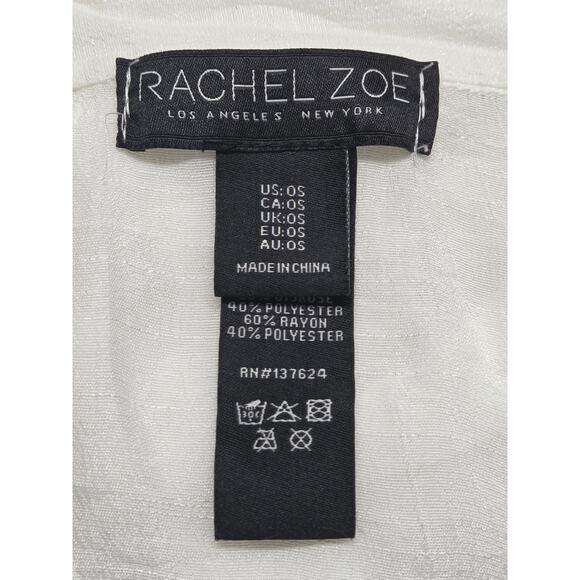 RACHEL ZOE
LOS ANGELES NEW YORK
US:OS
CA:OS
UK:OS
EU:OS
AU:OS
MADE IN CHINA
40% POLYESTER
60% RAYON
40% POLYESTER
RN#137624
30C